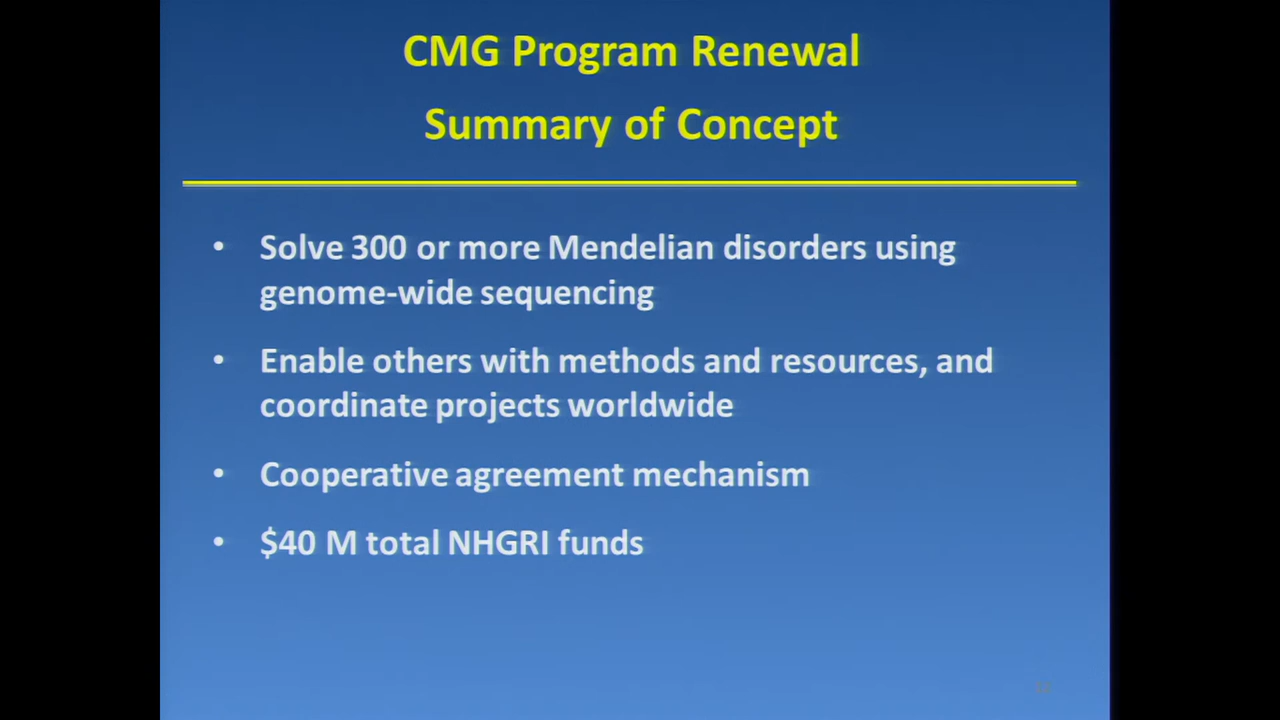 CMG Program Renewal
Summary of Concept
• Solve 300 or more Mendelian disorders using
genome-wide sequencing
• Enable others with methods and resources, and
coordinate projects worldwide
• Cooperative agreement mechanism
• $40 M total NHGRI funds